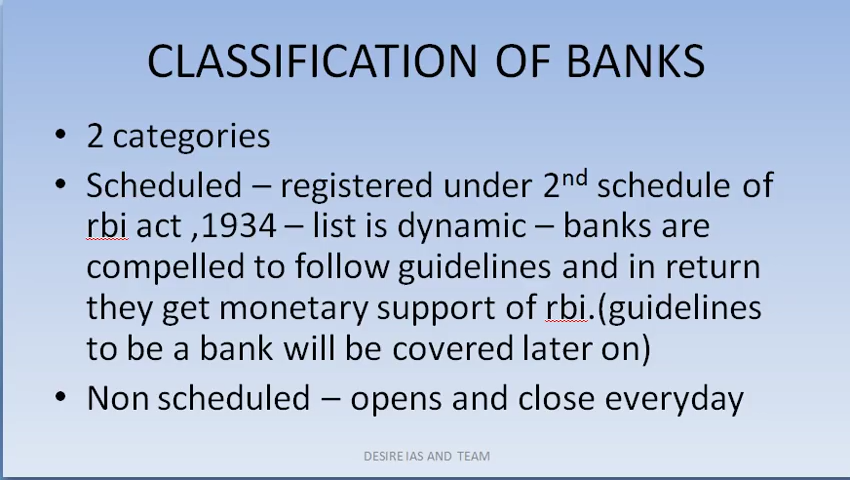 CLASSIFICATION OF BANKS
• 2 categories
• Scheduled – registered under 2nd schedule of
rbi act ,1934 – list is dynamic – banks are
compelled to follow guidelines and in return
they get monetary support of rbi.(guidelines
to be a bank will be covered later on)
• Non scheduled – opens and close everyday
DESIRE IAS AND TEAM